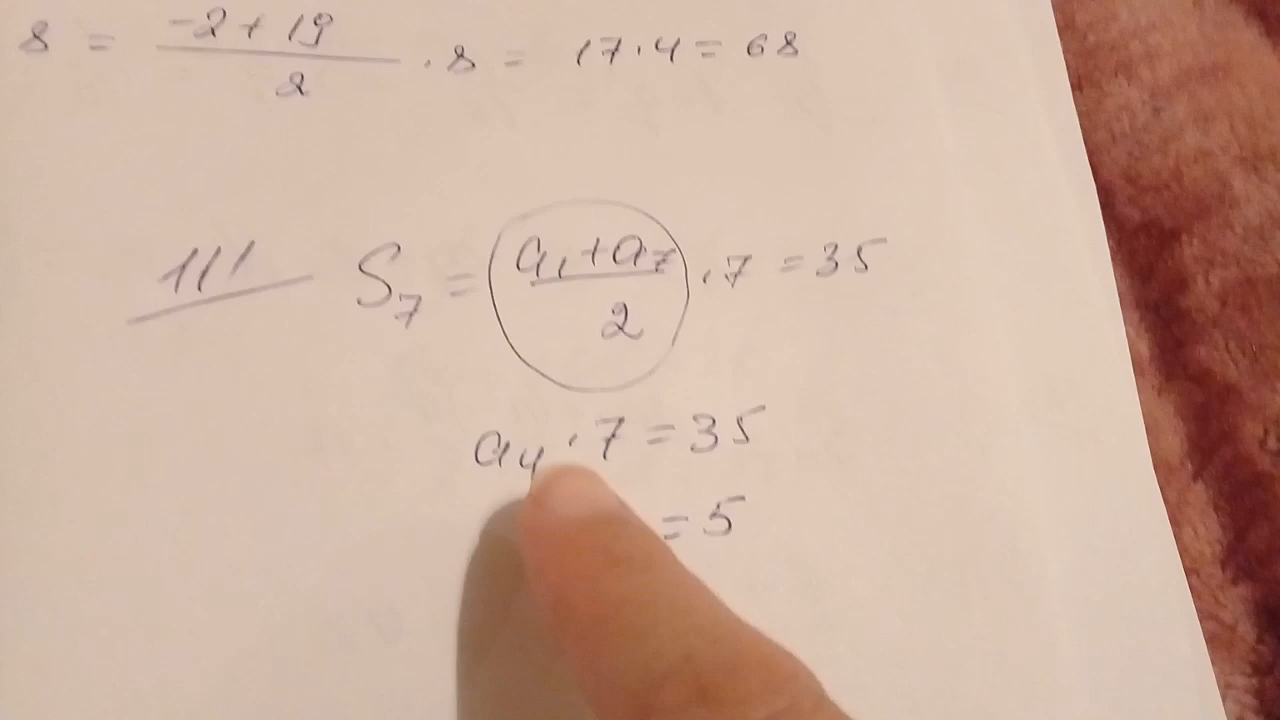 8 = (-2 + 19)/2 · 8 = 17 · 4 = 68
111 S₇ = (a₁ + a₇)/2 · 7 = 35
a₄ · 7 = 35
= 5